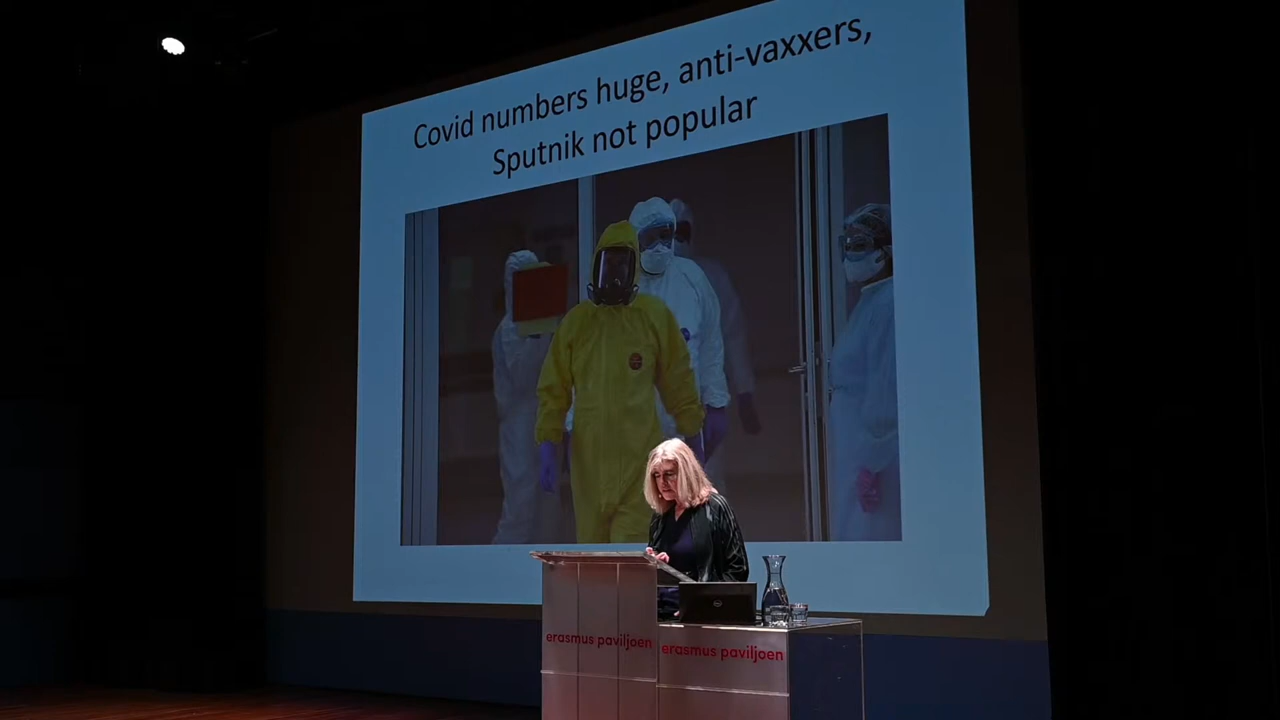 Covid numbers huge, anti-vaxxers,
Sputnik not popular
erasmus paviljoen
erasmus paviljoen